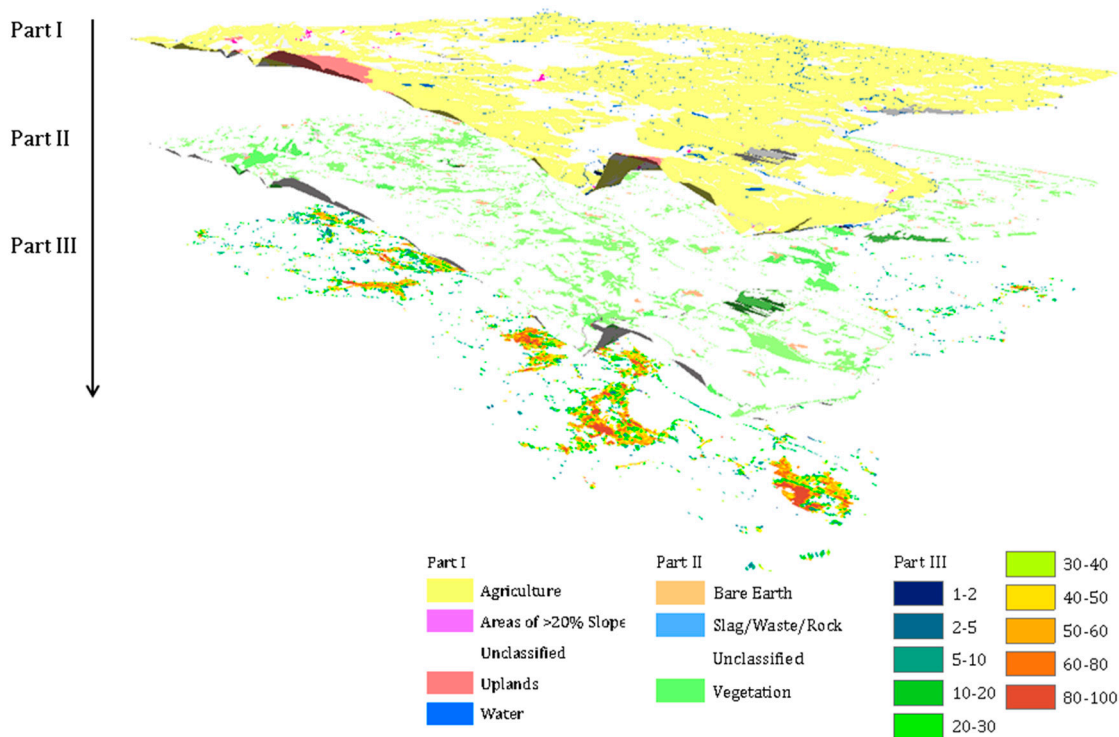 Part I
Part II
Part III
Part I
Agriculture
Areas of >20% Slope
Unclassified
Uplands
Water
Part II
Bare Earth
Slag/Waste/Rock
Unclassified
Vegetation
Part III
1-2
2-5
5-10
10-20
20-30
30-40
40-50
50-60
60-80
80-100